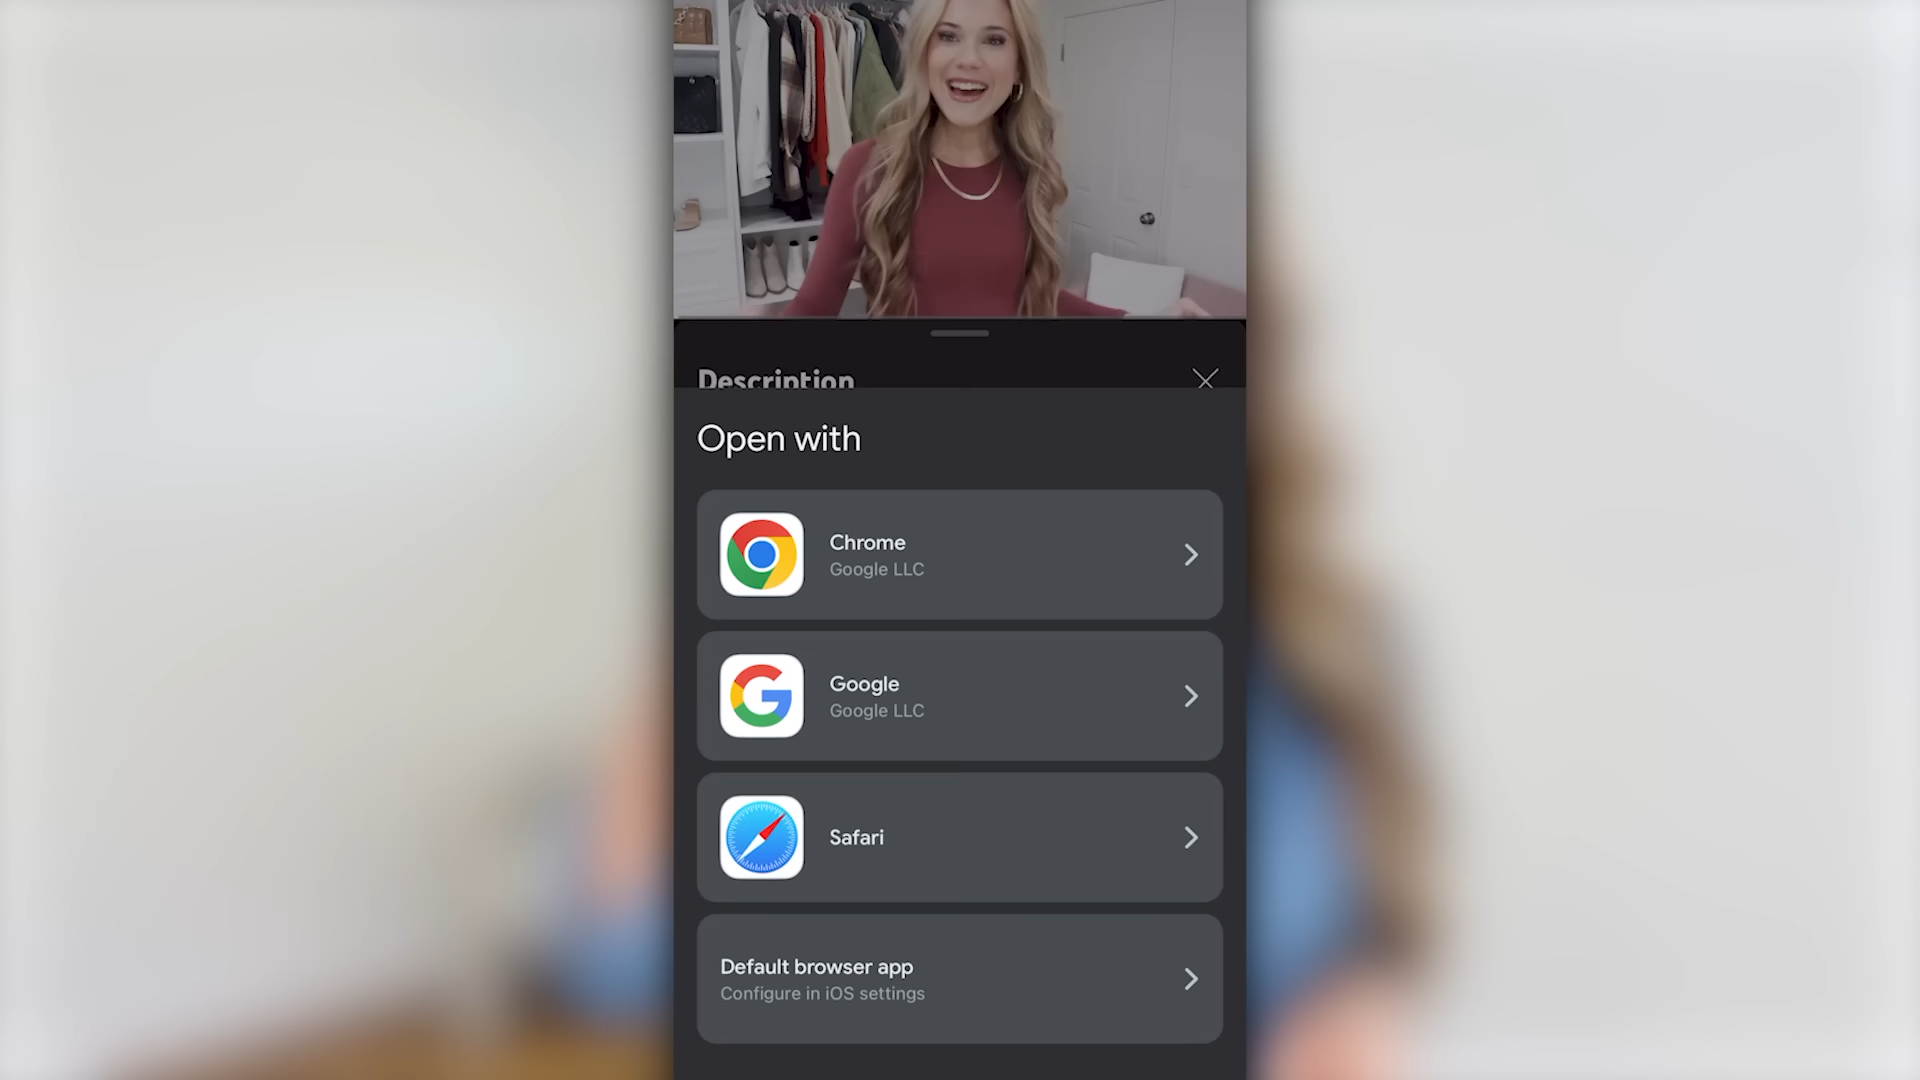 Description
Open with
Chrome
Google LLC
Google
Google LLC
Safari
Default browser app
Configure in iOS settings